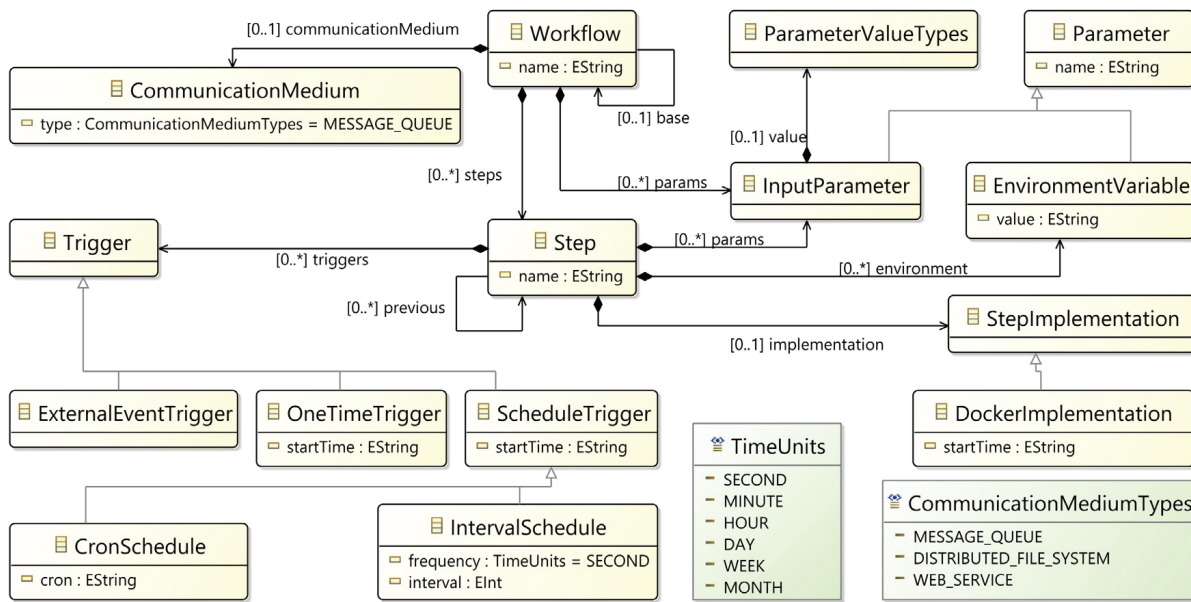 [0..1] communicationMedium
Workflow
name : EString
ParameterValueTypes
Parameter
name : EString
CommunicationMedium
type : CommunicationMediumTypes = MESSAGE_QUEUE
[0..1] base
[0..1] value
[0..*] steps
[0..*] params
InputParameter
EnvironmentVariable
value : EString
Trigger
[0..*] triggers
Step
name : EString
[0..*] params
[0..*] environment
[0..*] previous
StepImplementation
[0..1] implementation
ExternalEventTrigger
OneTimeTrigger
startTime : EString
ScheduleTrigger
startTime : EString
DockerImplementation
startTime : EString
TimeUnits
SECOND
MINUTE
HOUR
DAY
WEEK
MONTH
CommunicationMediumTypes
MESSAGE_QUEUE
DISTRIBUTED_FILE_SYSTEM
WEB_SERVICE
CronSchedule
cron : EString
IntervalSchedule
frequency : TimeUnits = SECOND
interval : EInt